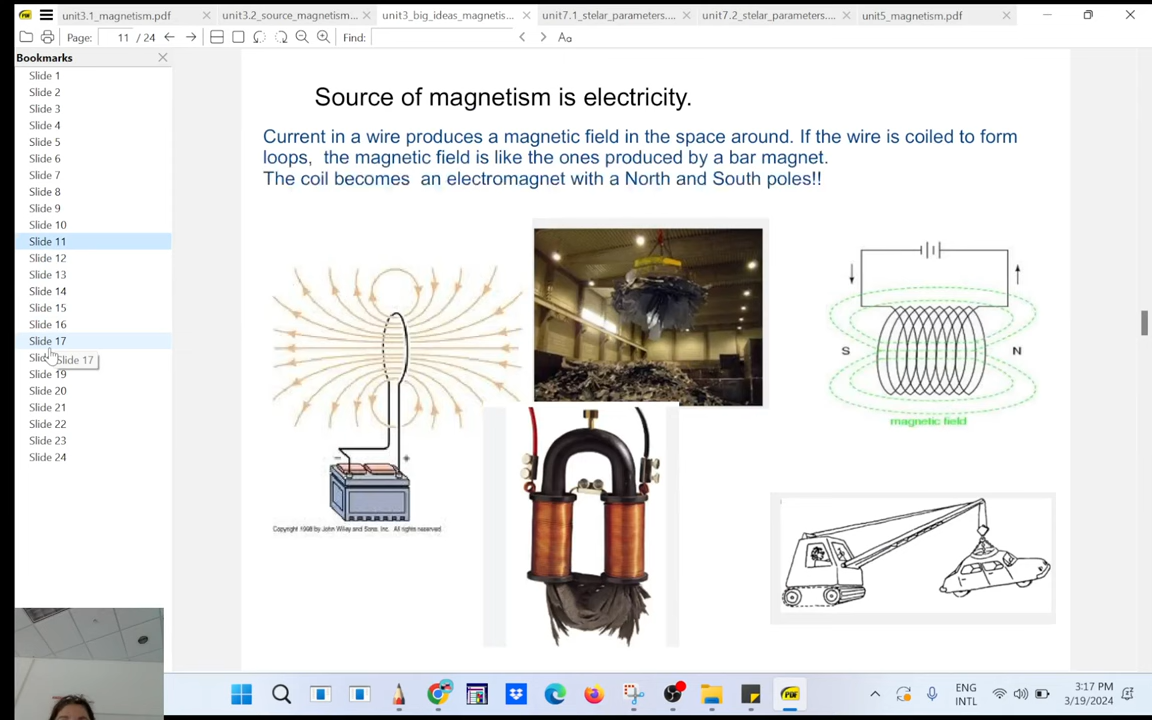 unit3.1_magnetism.pdf
unit3.2_source_magnetism...
unit3_big_ideas_magnetis...
unit7.1_stelar_parameters....
unit7.2_stelar_parameters....
unit5_magnetism.pdf
Page: 11 / 24
Find:
Aa
Bookmarks
Slide 1
Slide 2
Slide 3
Slide 4
Slide 5
Slide 6
Slide 7
Slide 8
Slide 9
Slide 10
Slide 11
Slide 12
Slide 13
Slide 14
Slide 15
Slide 16
Slide 17
Slide 17
Slide 19
Slide 20
Slide 21
Slide 22
Slide 23
Slide 24
Source of magnetism is electricity.
Current in a wire produces a magnetic field in the space around. If the wire is coiled to form
loops, the magnetic field is like the ones produced by a bar magnet.
The coil becomes an electromagnet with a North and South poles!!
S
N
magnetic field
− +
Copyright 1998 by John Wiley and Sons, Inc. All rights reserved
PDF
ENG
INTL
3:17 PM
3/19/2024